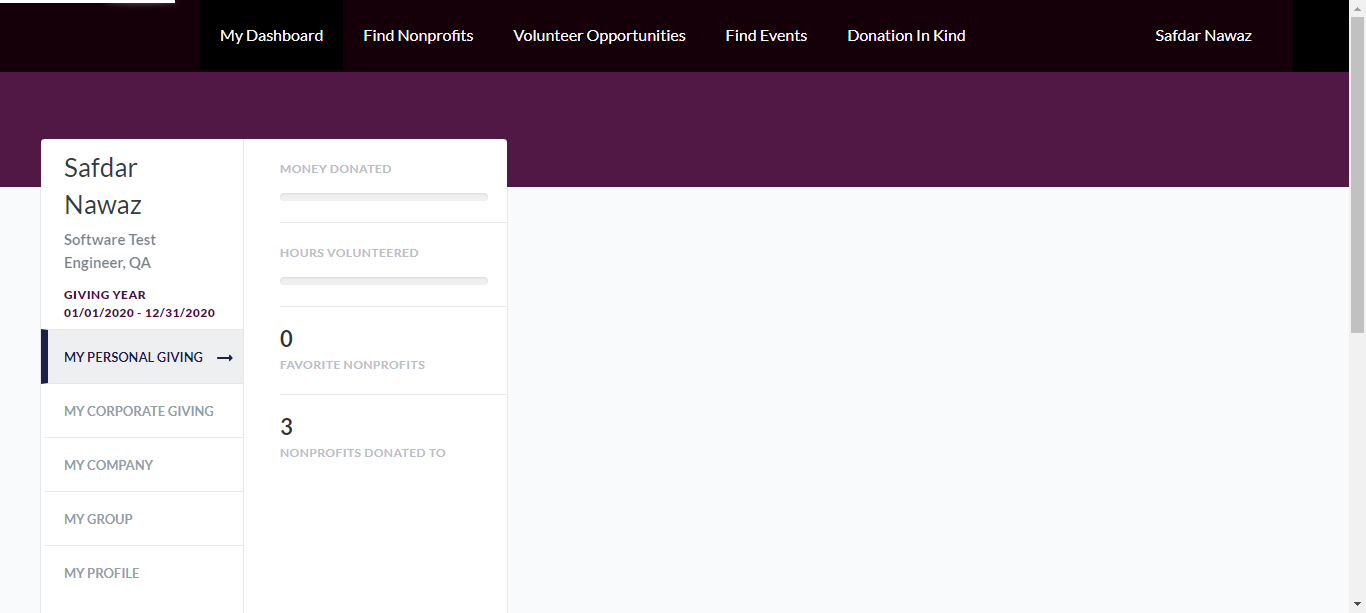 My Dashboard
Find Nonprofits
Volunteer Opportunities
Find Events
Donation In Kind
Safdar Nawaz
Safdar
Nawaz
Software Test
Engineer, QA
GIVING YEAR
01/01/2020 - 12/31/2020
MY PERSONAL GIVING
MY CORPORATE GIVING
MY COMPANY
MY GROUP
MY PROFILE
MONEY DONATED
HOURS VOLUNTEERED
0
FAVORITE NONPROFITS
3
NONPROFITS DONATED TO